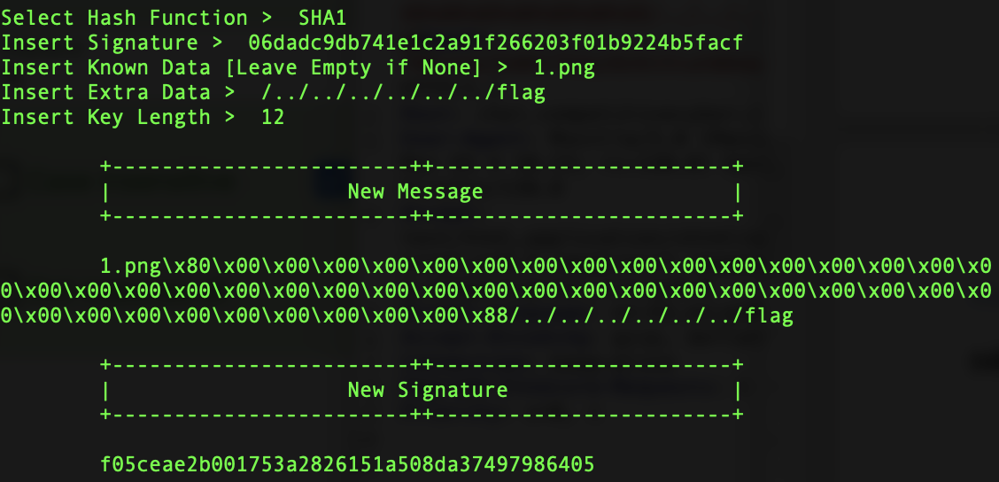 Select Hash Function >  SHA1
Insert Signature >  06dadc9db741e1c2a91f266203f01b9224b5facf
Insert Known Data [Leave Empty if None] >  1.png
Insert Extra Data >  /../../../../../../flag
Insert Key Length >  12
+------------------------++------------------------+
|                   New Message                    |
+------------------------++------------------------+
1.png\x80\x00\x00\x00\x00\x00\x00\x00\x00\x00\x00\x00\x00\x00\x00\x00\x0
0\x00\x00\x00\x00\x00\x00\x00\x00\x00\x00\x00\x00\x00\x00\x00\x00\x00\x00\x00\x0
0\x00\x00\x00\x00\x00\x00\x00\x00\x00\x88/../../../../../../flag
+------------------------++------------------------+
|                   New Signature                  |
+------------------------++------------------------+
f05ceae2b001753a2826151a508da37497986405